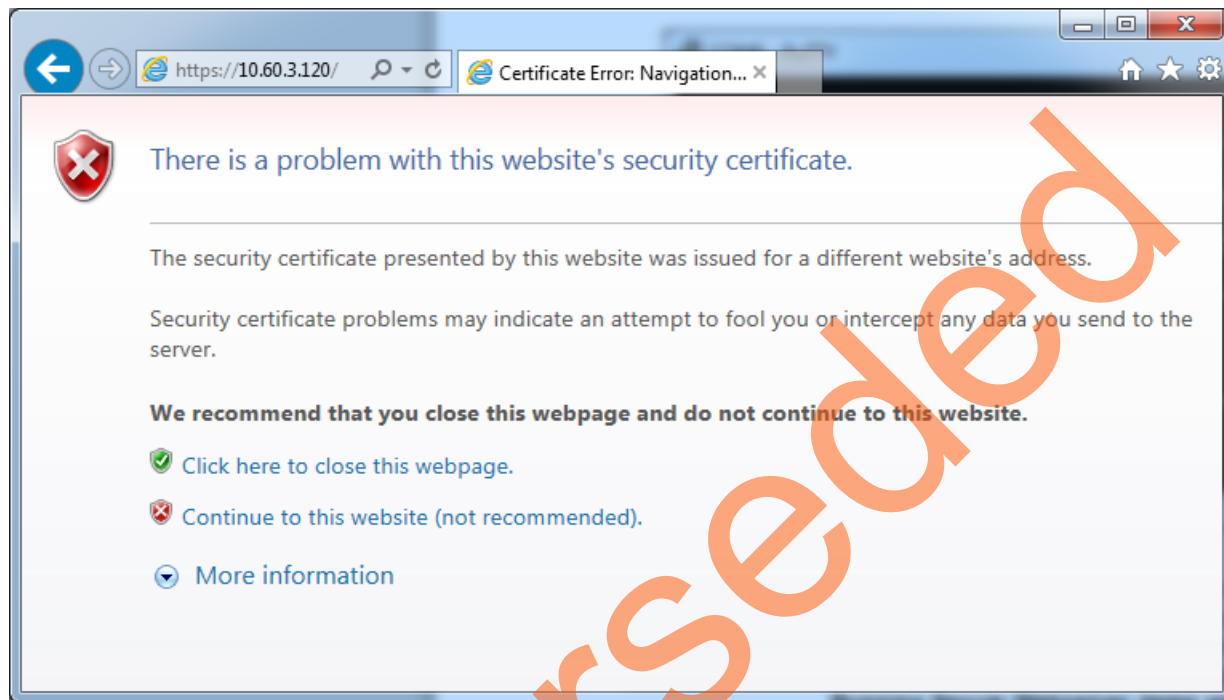 https://10.60.3.120/
Certificate Error: Navigation...
There is a problem with this website's security certificate.
The security certificate presented by this website was issued for a different website's address.
Security certificate problems may indicate an attempt to fool you or intercept any data you send to the
server.
We recommend that you close this webpage and do not continue to this website.
Click here to close this webpage.
Continue to this website (not recommended).
More information
rseded